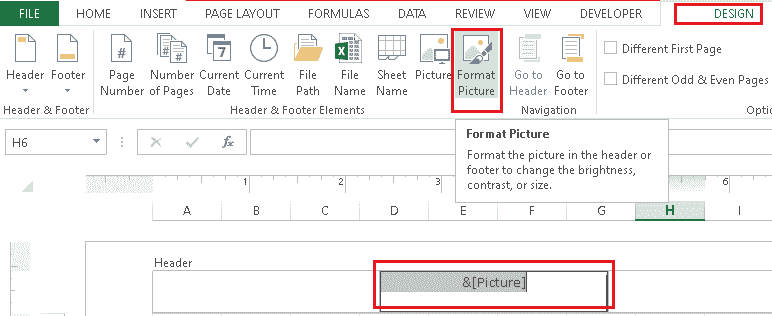 FILE HOME INSERT PAGE LAYOUT FORMULAS DATA REVIEW VIEW DEVELOPER DESIGN
Header Footer Page Number Number of Pages Current Date Current Time File Path File Name Sheet Name Picture Format Picture Go to Header Go to Footer
Different First Page
Different Odd & Even Pages
Header & Footer Header & Footer Elements Navigation
H6 fx
Format Picture
Format the picture in the header or
footer to change the brightness,
contrast, or size.
1 2 3 6
A B C D E F G H I
Header
&[Picture]